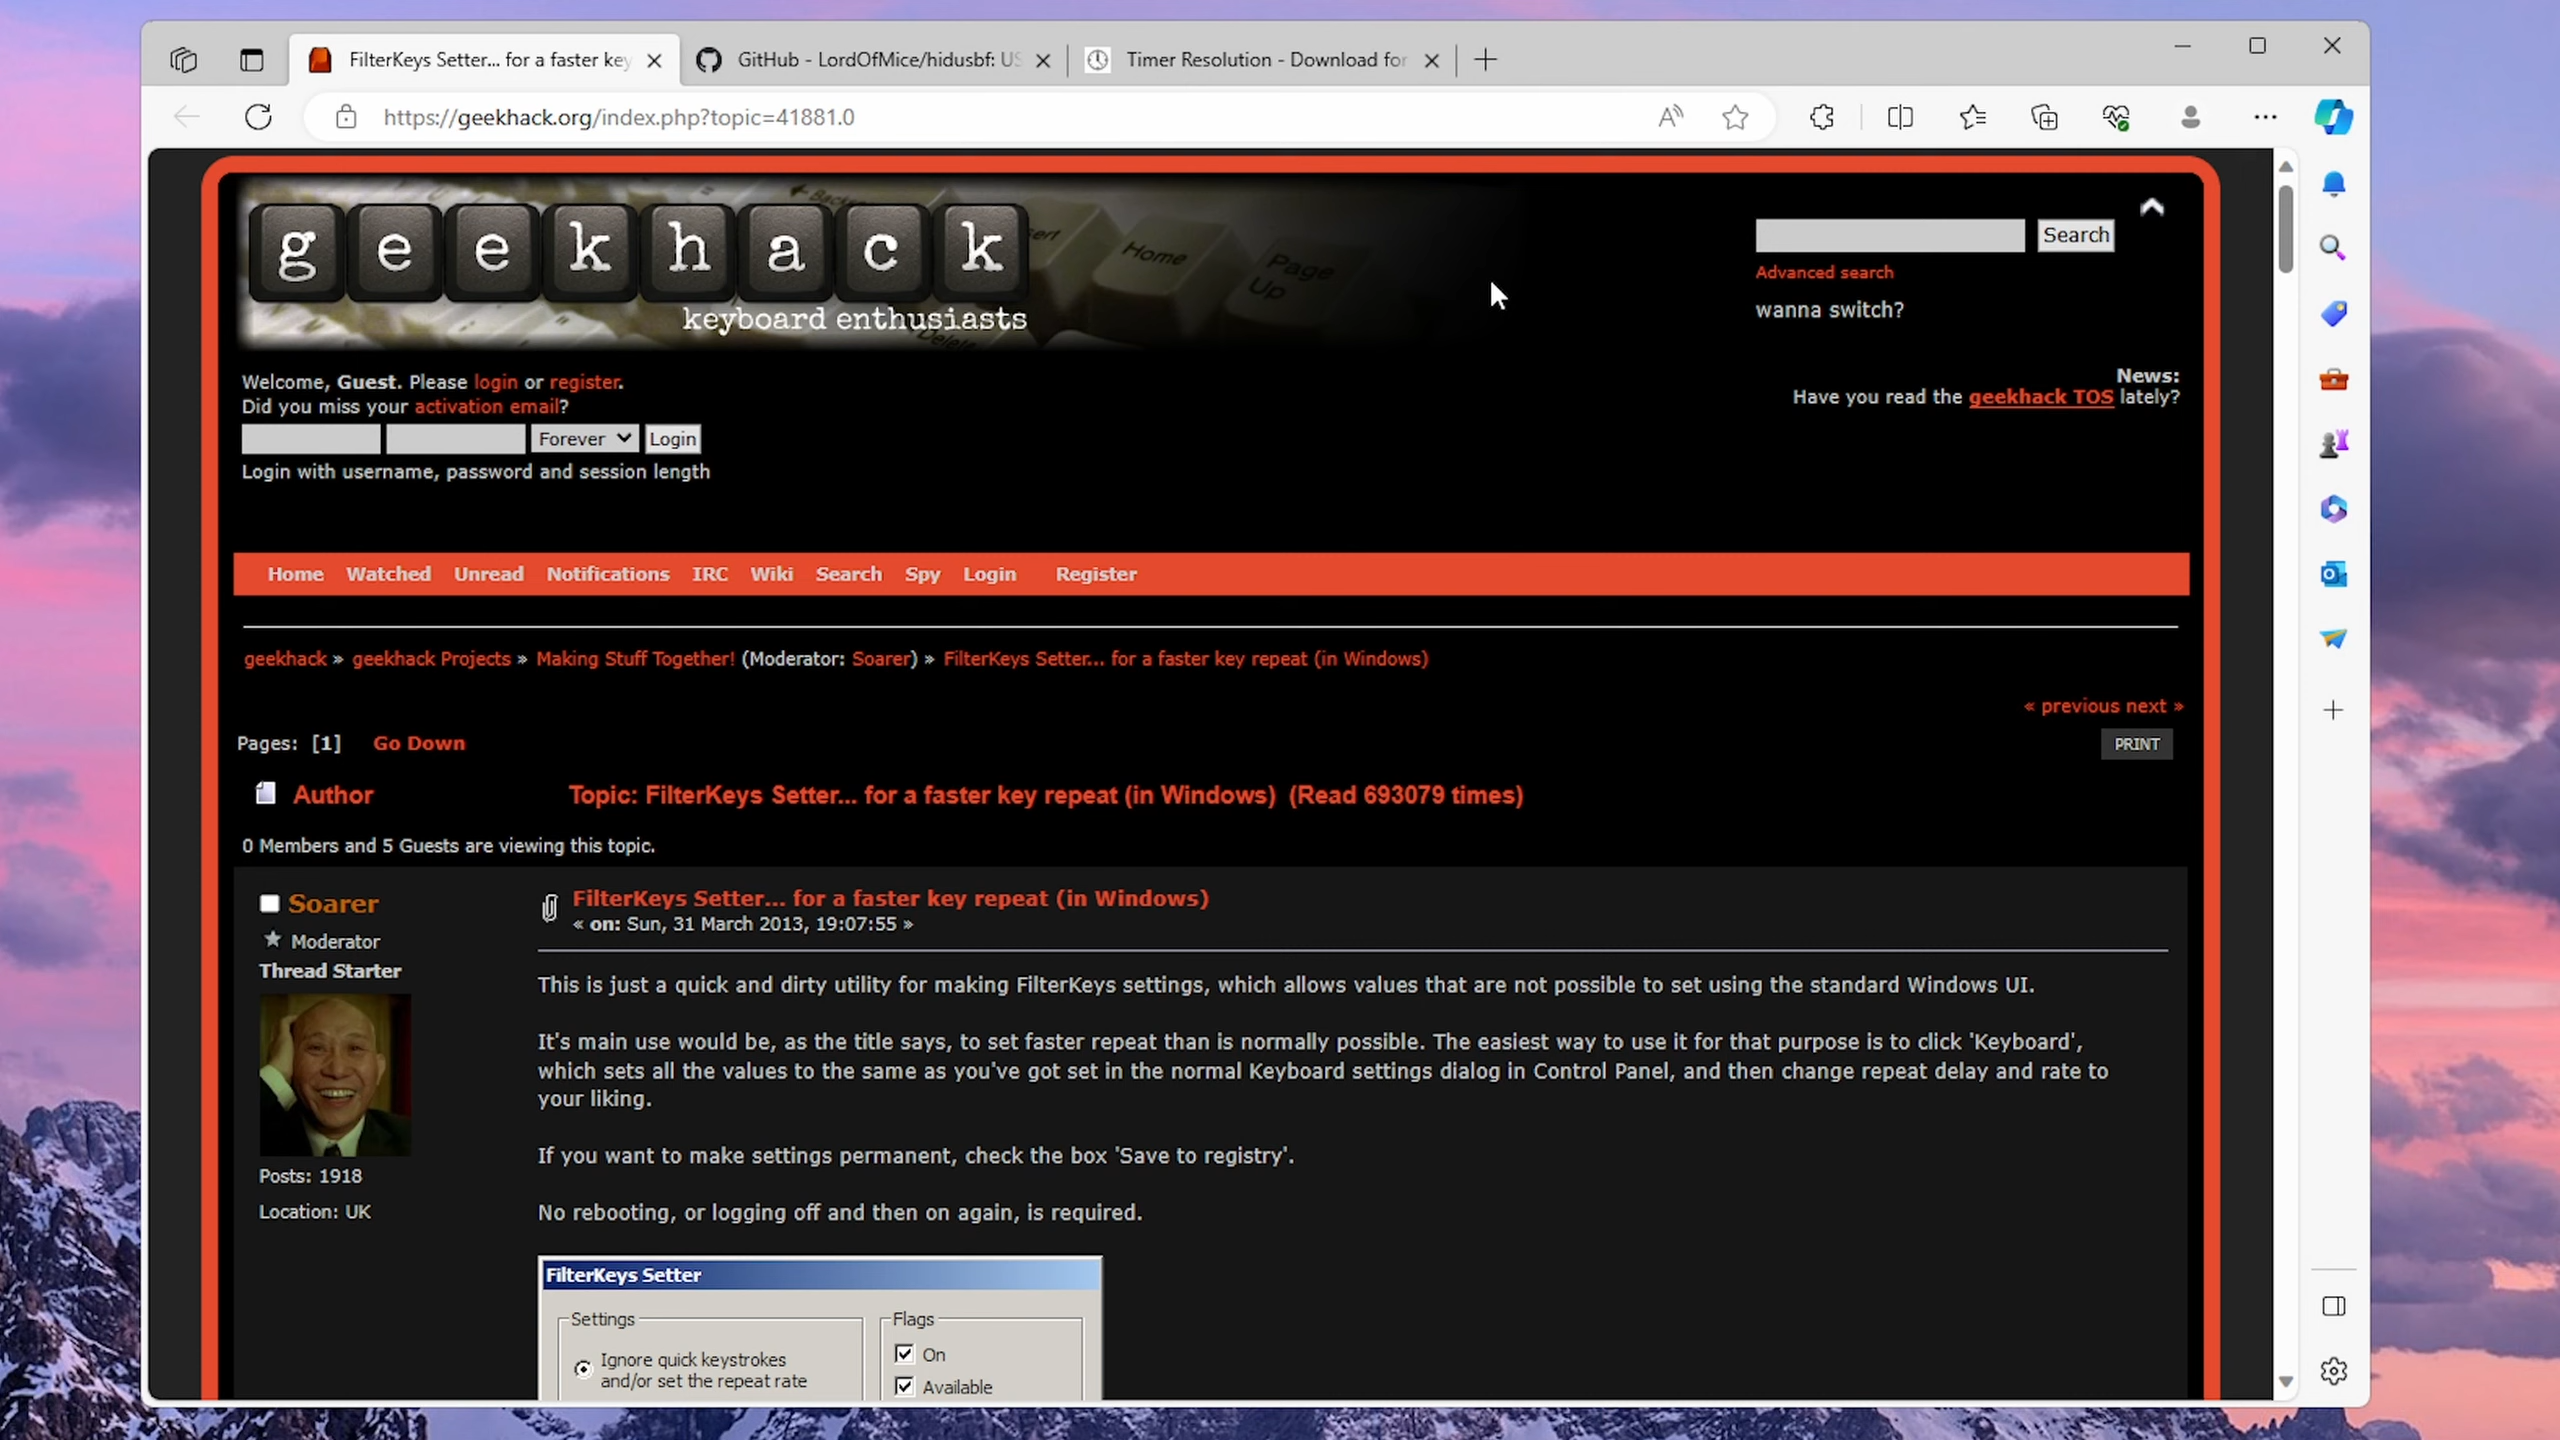 FilterKeys Setter... for a faster key
GitHub - LordOfMice/hidusbf: US
Timer Resolution - Download for
https://geekhack.org/index.php?topic=41881.0
geekhack
keyboard enthusiasts
Home
Page
Up
Search
Advanced search
wanna switch?
Welcome, Guest. Please login or register.
Did you miss your activation email?
Forever
Login
Login with username, password and session length
News:
Have you read the geekhack TOS lately?
Home Watched Unread Notifications IRC Wiki Search Spy Login Register
geekhack » geekhack Projects » Making Stuff Together! (Moderator: Soarer) » FilterKeys Setter... for a faster key repeat (in Windows)
« previous next »
Pages: [1] Go Down
PRINT
Author
Topic: FilterKeys Setter... for a faster key repeat (in Windows) (Read 693079 times)
0 Members and 5 Guests are viewing this topic.
Soarer
Moderator
Thread Starter
Posts: 1918
Location: UK
FilterKeys Setter... for a faster key repeat (in Windows)
« on: Sun, 31 March 2013, 19:07:55 »
This is just a quick and dirty utility for making FilterKeys settings, which allows values that are not possible to set using the standard Windows UI.
It's main use would be, as the title says, to set faster repeat than is normally possible. The easiest way to use it for that purpose is to click 'Keyboard',
which sets all the values to the same as you've got set in the normal Keyboard settings dialog in Control Panel, and then change repeat delay and rate to
your liking.
If you want to make settings permanent, check the box 'Save to registry'.
No rebooting, or logging off and then on again, is required.
FilterKeys Setter
Settings
Ignore quick keystrokes
and/or set the repeat rate
Flags
On
Available